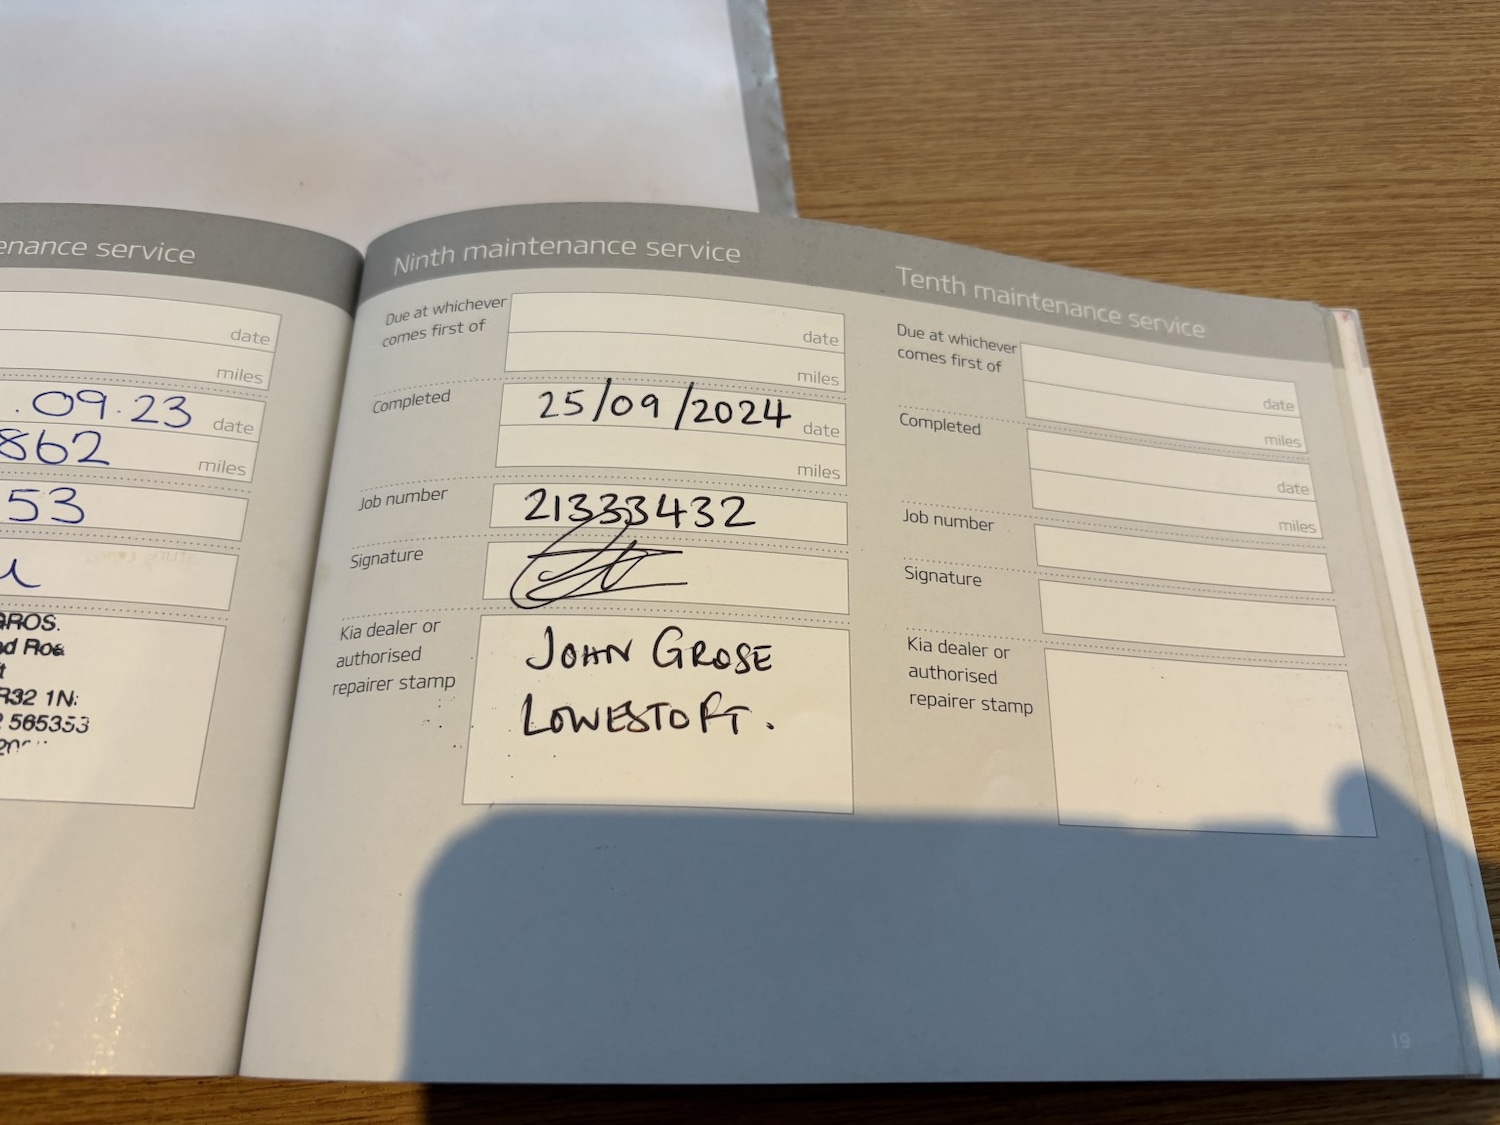 enance service
date
miles
.09.23 date
862 miles
53
GROS.
d Roa
R32 1N
565353
Ninth maintenance service
Due at whichever
comes first of
date
miles
Completed
25/09/2024 date
miles
Job number
21333432
Signature
Kia dealer or
authorised
repairer stamp
JOHN GROSE
LOWESTOFT.
Tenth maintenance service
Due at whichever
comes first of
date
miles
Completed
date
miles
Job number
Signature
Kia dealer or
authorised
repairer stamp
19